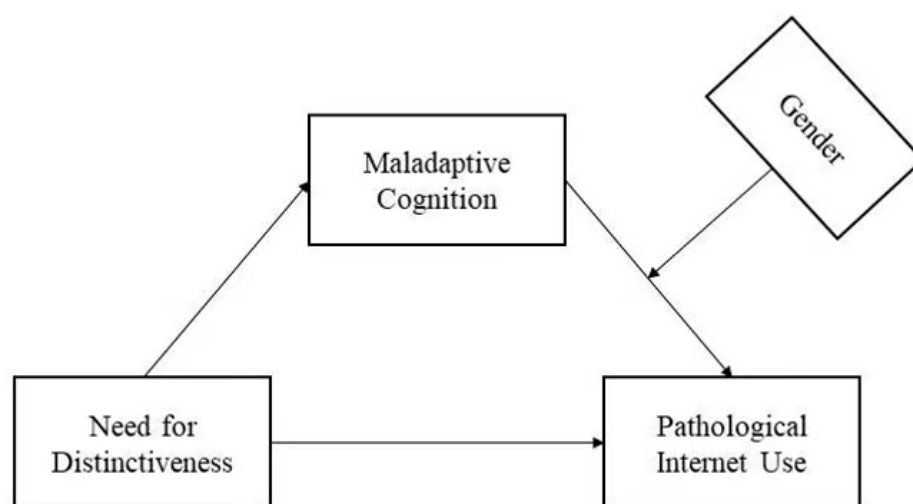 Gender
Maladaptive
Cognition
Need for
Distinctiveness
Pathological
Internet Use